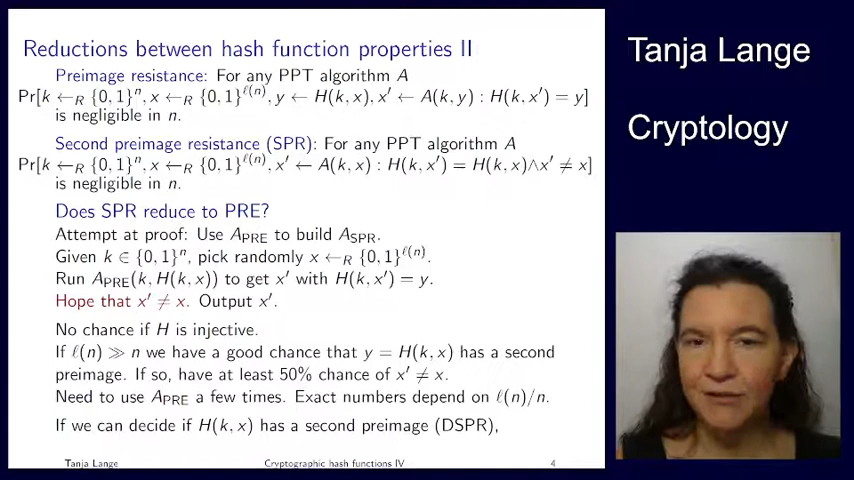 Reductions between hash function properties II
Preimage resistance: For any PPT algorithm A
Pr[k ←_R {0,1}^n, x ←_R {0,1}^ℓ(n), y ← H(k, x), x′ ← A(k, y) : H(k, x′) = y]
is negligible in n.
Second preimage resistance (SPR): For any PPT algorithm A
Pr[k ←_R {0,1}^n, x ←_R {0,1}^ℓ(n), x′ ← A(k, x) : H(k, x′) = H(k, x)∧x′ ≠ x]
is negligible in n.
Does SPR reduce to PRE?
Attempt at proof: Use A_PRE to build A_SPR.
Given k ∈ {0,1}^n, pick randomly x ←_R {0,1}^ℓ(n).
Run A_PRE(k, H(k, x)) to get x′ with H(k, x′) = y.
Hope that x′ ≠ x. Output x′.
No chance if H is injective.
If ℓ(n) ≫ n we have a good chance that y = H(k, x) has a second
preimage. If so, have at least 50% chance of x′ ≠ x.
Need to use A_PRE a few times. Exact numbers depend on ℓ(n)/n.
If we can decide if H(k, x) has a second preimage (DSPR),
Tanja Lange
Cryptographic hash functions IV
4
Tanja Lange
Cryptology